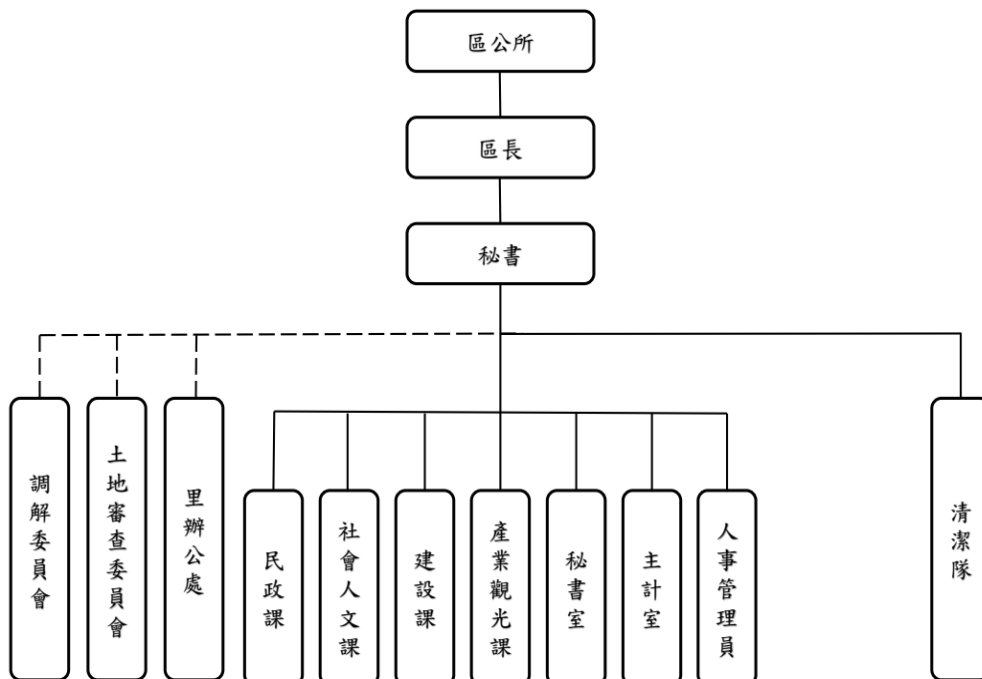 區公所
區長
秘書
調解委員會
土地審查委員會
里辦公處
民政課
社會人文課
建設課
產業觀光課
秘書室
主計室
人事管理員
清潔隊